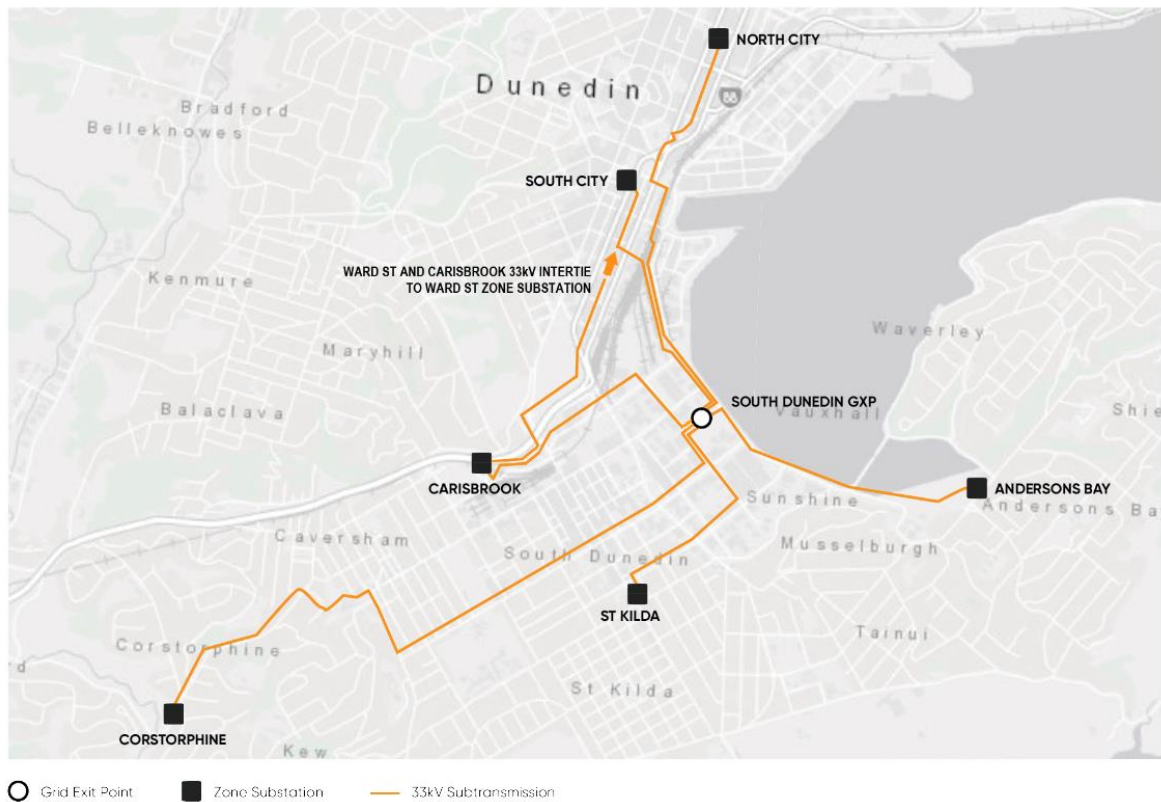 NORTH CITY
Dunedin
88
Bradford
Belleknowes
SOUTH CITY
WARD ST AND CARISBROOK 33kV INTERTIE
TO WARD ST ZONE SUBSTATION
Kenmure
Waverley
Maryhill
SOUTH DUNEDIN GXP
Balaclava
Vauxhall
Shie
CARISBROOK
ANDERSONS BAY
Sunshine
Andersons Ba
Caversham
South Dunedin
Musselburgh
ST KILDA
Tainui
Corstorphine
rd
St Kilda
CORSTORPHINE
Kew
Grid Exit Point
Zone Substation
33kV Subtransmission